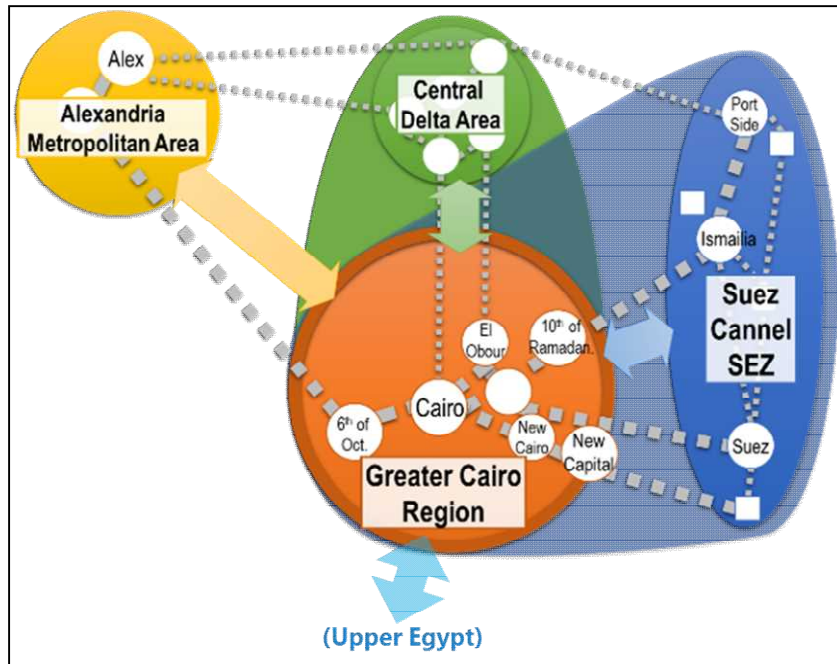 Alex
Alexandria
Metropolitan Area
Central
Delta Area
Port
Side
Ismailia
Suez
Cannel
SEZ
El
Obour
10th of
Ramadan.
Cairo
6th of
Oct.
New
Cairo
New
Capital
Suez
Greater Cairo
Region
(Upper Egypt)